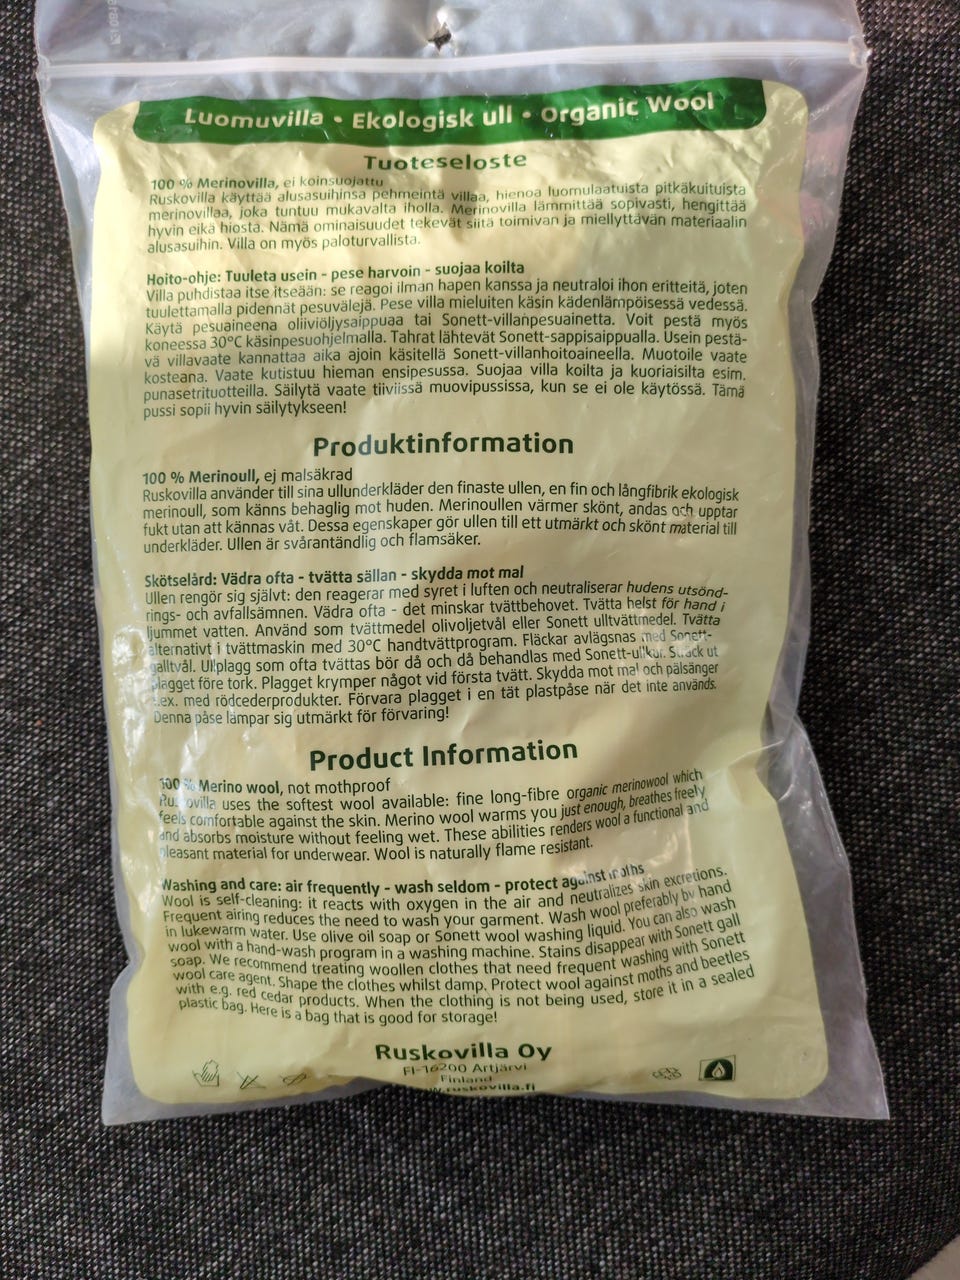 Luomuvilla • Ekologisk ull • Organic Wool
Tuoteseloste
100 % Merinovilla, ei koinsuojattu
Ruskovilla käyttää alusasuihinsa pehmeintä villaa, hienoa luomulaatuista pitkäkuituista
merinovillaa, joka tuntuu mukavalta iholla. Merinovilla lämmittää sopivasti, hengittää
hyvin eikä hiosta. Nämä ominaisuudet tekevät siitä toimivan ja miellyttävän materiaalin
alusasuihin. Villa on myös paloturvallista.
Hoito-ohje: Tuuleta usein - pese harvoin - suojaa koilta
Villa puhdistaa itse itseään: se reagoi ilman hapen kanssa ja neutraloi ihon eritteitä, joten
tuulettamalla pidennät pesuvälejä. Pese villa mieluiten käsin kädenlämpöisessä vedessä.
Käytä pesuaineena oliiviöljysaippuaa tai Sonett-villanpesuainetta. Voit pestä myös
koneessa 30°C käsinpesuohjelmalla. Tahrat lähtevät Sonett-sappisaippualla. Usein pestä-
vä villavaate kannattaa aika ajoin käsitellä Sonett-villanhoitoaineella. Muotoile vaate
kosteana. Vaate kutistuu hieman ensipesussa. Suojaa villa koilta ja kuoriaisilta esim.
punasetrituotteilla. Säilytä vaate tiiviissä muovipussissa, kun se ei ole käytössä. Tämä
pussi sopii hyvin säilytykseen!
Produktinformation
100 % Merinoull, ej malsäkrad
Ruskovilla använder till sina ullunderkläder den finaste ullen, en fin och långfibrik ekologisk
merinoull, som känns behaglig mot huden. Merinoullen värmer skönt, andas och upptar
fukt utan att kännas våt. Dessa egenskaper gör ullen till ett utmärkt och skönt material till
underkläder. Ullen är svårantändlig och flamsäker.
Skötselård: Vädra ofta - tvätta sällan - skydda mot mal
Ullen rengör sig självt: den reagerar med syret i luften och neutraliserar hudens utsönd-
rings- och avfallsämnen. Vädra ofta - det minskar tvättbehovet. Tvätta helst för hand i
ljummet vatten. Använd som tvättmedel olivoljetvål eller Sonett ulltvättmedel. Tvätta
alternativt i tvättmaskin med 30°C handtvättprogram. Fläckar avlägsnas med Sonett-
galltvål. Ullplagg som ofta tvättas bör då och då behandlas med Sonett-ullkur. Sträck ut
plagget före tork. Plagget krymper något vid första tvätt. Skydda mot mal och pälsänger
t.ex. med rödcederprodukter. Förvara plagget i en tät plastpåse när det inte används.
Denna påse lämpar sig utmärkt för förvaring!
Product Information
100 % Merino wool, not mothproof
Ruskovilla uses the softest wool available: fine long-fibre organic merinowool which
feels comfortable against the skin. Merino wool warms you just enough, breathes freely
and absorbs moisture without feeling wet. These abilities renders wool a functional and
pleasant material for underwear. Wool is naturally flame resistant.
Washing and care: air frequently - wash seldom - protect against moths
Wool is self-cleaning: it reacts with oxygen in the air and neutralizes skin excretions.
Frequent airing reduces the need to wash your garment. Wash wool preferably by hand
in lukewarm water. Use olive oil soap or Sonett wool washing liquid. You can also wash
wool with a hand-wash program in a washing machine. Stains disappear with Sonett gall
soap. We recommend treating woollen clothes that need frequent washing with Sonett
wool care agent. Shape the clothes whilst damp. Protect wool against moths and beetles
with e.g. red cedar products. When the clothing is not being used, store it in a sealed
plastic bag. Here is a bag that is good for storage!
Ruskovilla Oy
FI-16200 Artjärvi
Finland
www.ruskovilla.fi